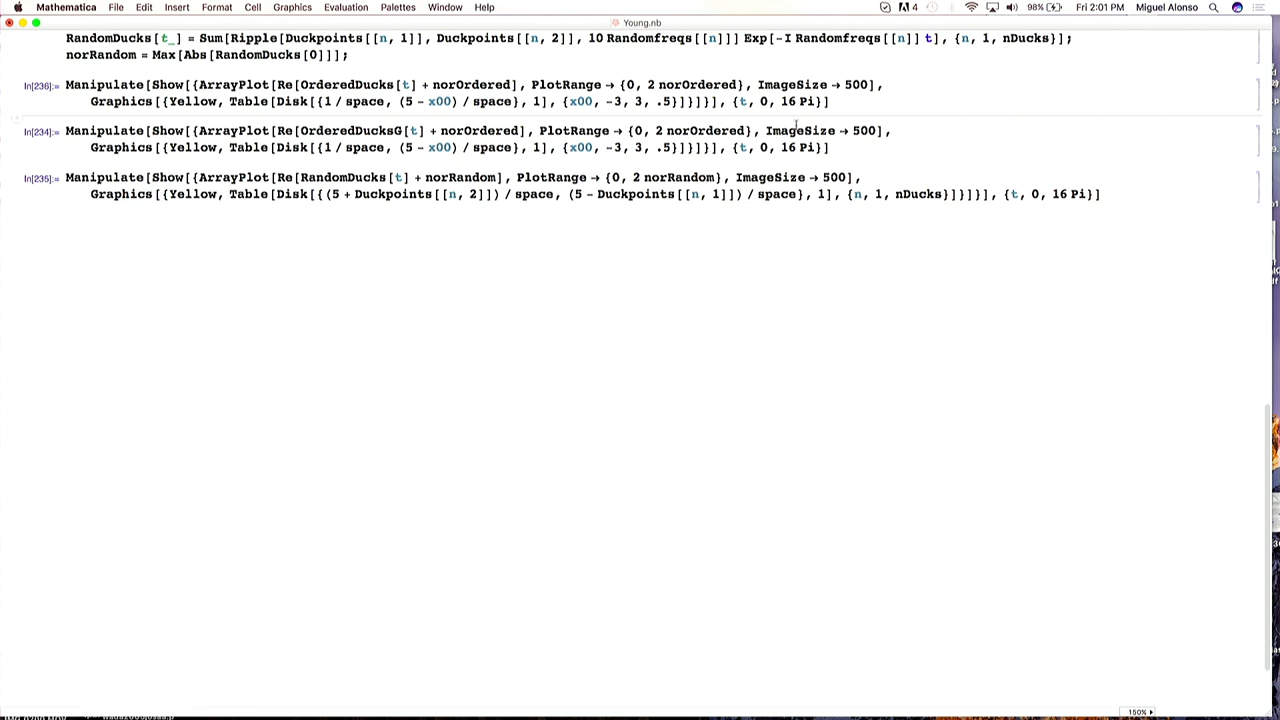 Mathematica File Edit Insert Format Cell Graphics Evaluation Palettes Window Help 4 98% Fri 2:01 PM Miguel Alonso
Young.nb
RandomDucks[t_] = Sum[Ripple[Duckpoints[[n, 1]], Duckpoints[[n, 2]], 10 Randomfreqs[[n]]] Exp[-I Randomfreqs[[n]] t], {n, 1, nDucks}];
norRandom = Max[Abs[RandomDucks[0]]];
In[236]:= Manipulate[Show[{ArrayPlot[Re[OrderedDucks[t] + norOrdered], PlotRange → {0, 2 norOrdered}, ImageSize → 500],
Graphics[{Yellow, Table[Disk[{1 / space, (5 - x00) / space}, 1], {x00, -3, 3, .5}]}]}], {t, 0, 16 Pi}]
In[234]:= Manipulate[Show[{ArrayPlot[Re[OrderedDucksG[t] + norOrdered], PlotRange → {0, 2 norOrdered}, ImageSize → 500],
Graphics[{Yellow, Table[Disk[{1 / space, (5 - x00) / space}, 1], {x00, -3, 3, .5}]}]}], {t, 0, 16 Pi}]
In[235]:= Manipulate[Show[{ArrayPlot[Re[RandomDucks[t] + norRandom], PlotRange → {0, 2 norRandom}, ImageSize → 500],
Graphics[{Yellow, Table[Disk[{(5 + Duckpoints[[n, 2]]) / space, (5 - Duckpoints[[n, 1]]) / space}, 1], {n, 1, nDucks}]}]}], {t, 0, 16 Pi}]
150%